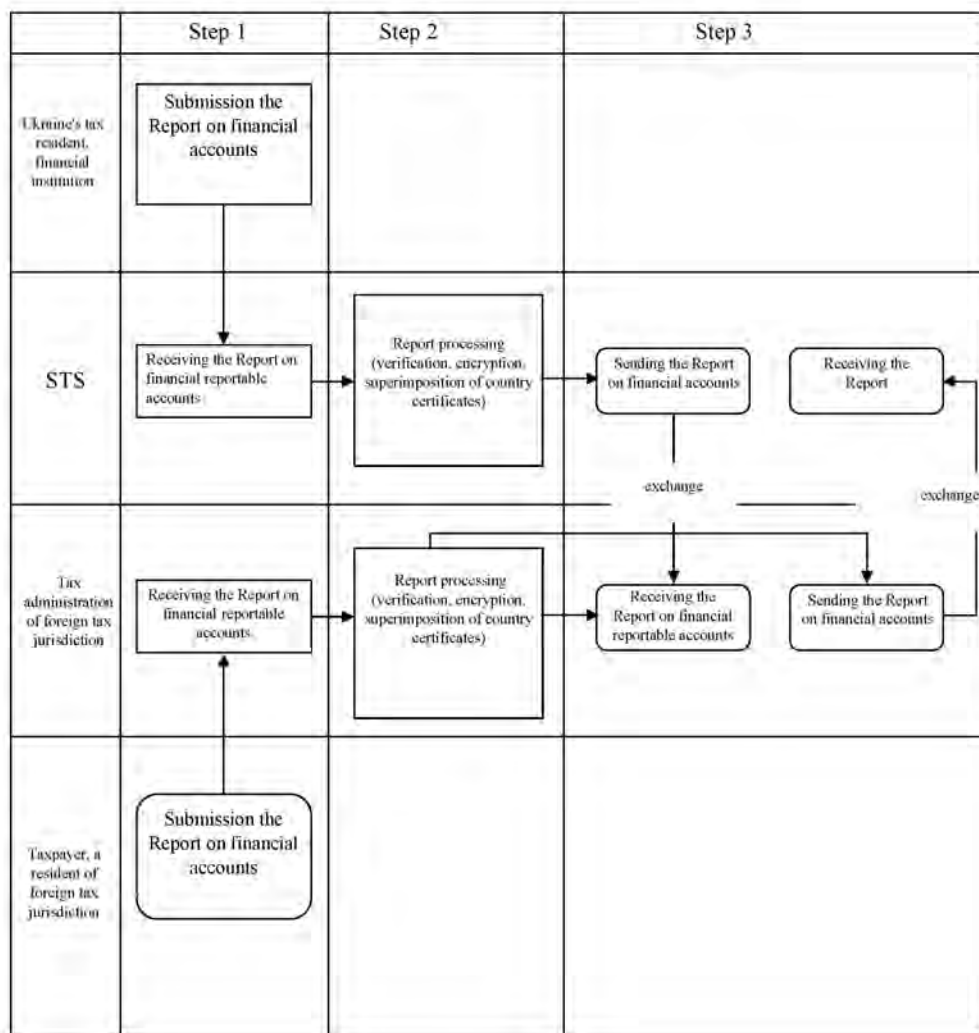 Step 1
Step 2
Step 3
Ukraine's tax
resident,
financial
institution
Submission the
Report on financial
accounts
STS
Receiving the Report on
financial reportable
accounts
Report processing
(verification, encryption,
superimposition of country
certificates)
Sending the Report
on financial accounts
Receiving the
Report
exchange
exchange
Tax
administration
of foreign tax
jurisdiction
Receiving the Report on
financial reportable
accounts.
Report processing
(verification, encryption,
superimposition of country
certificates)
Receiving the
Report on financial
reportable accounts
Sending the Report
on financial accounts
Taxpayer, a
resident of
foreign tax
jurisdiction
Submission the
Report on financial
accounts